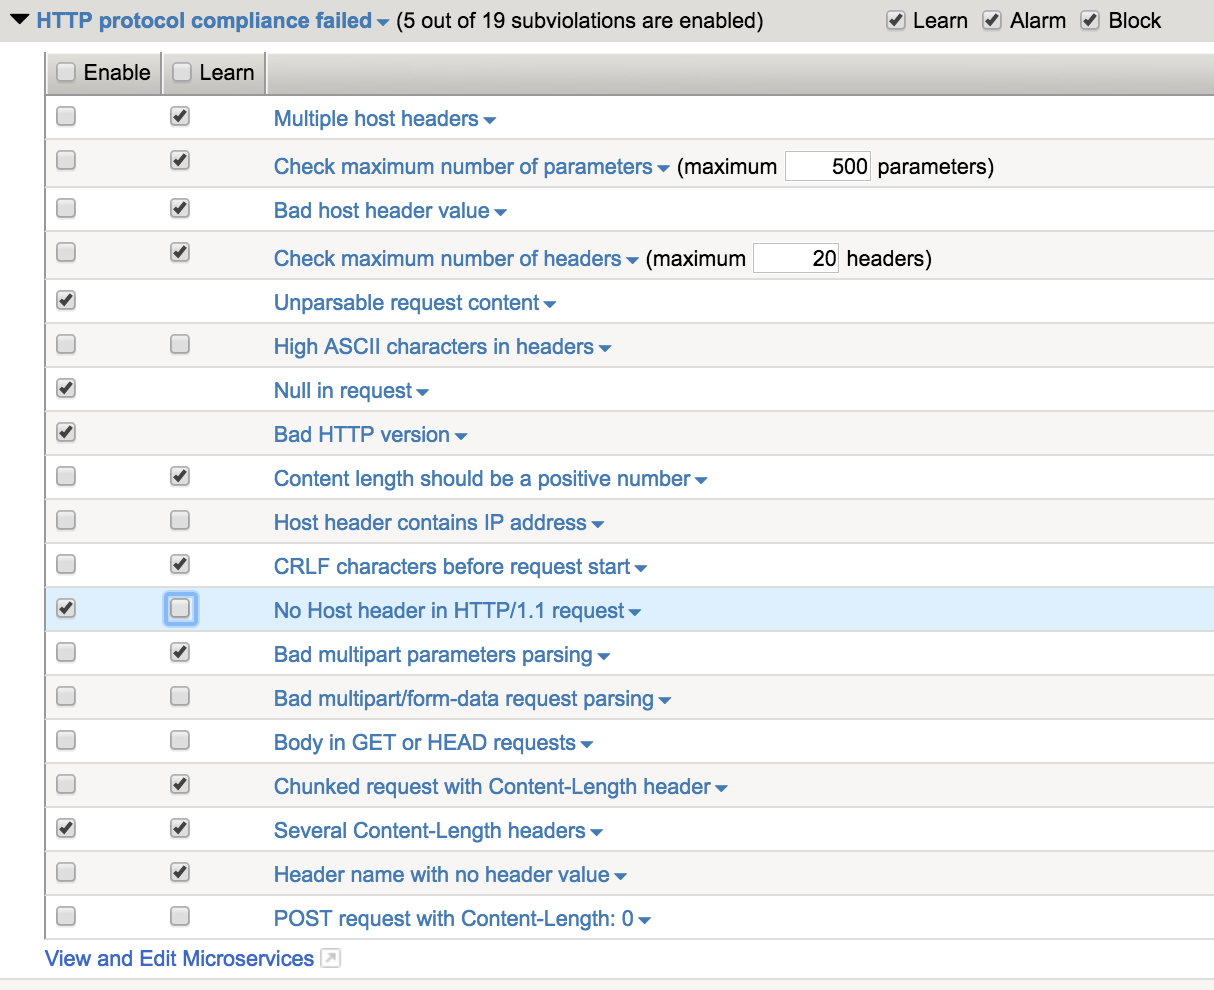 HTTP protocol compliance failed (5 out of 19 subviolations are enabled) Learn Alarm Block
Enable Learn
Multiple host headers
Check maximum number of parameters (maximum 500 parameters)
Bad host header value
Check maximum number of headers (maximum 20 headers)
Unparsable request content
High ASCII characters in headers
Null in request
Bad HTTP version
Content length should be a positive number
Host header contains IP address
CRLF characters before request start
No Host header in HTTP/1.1 request
Bad multipart parameters parsing
Bad multipart/form-data request parsing
Body in GET or HEAD requests
Chunked request with Content-Length header
Several Content-Length headers
Header name with no header value
POST request with Content-Length: 0
View and Edit Microservices